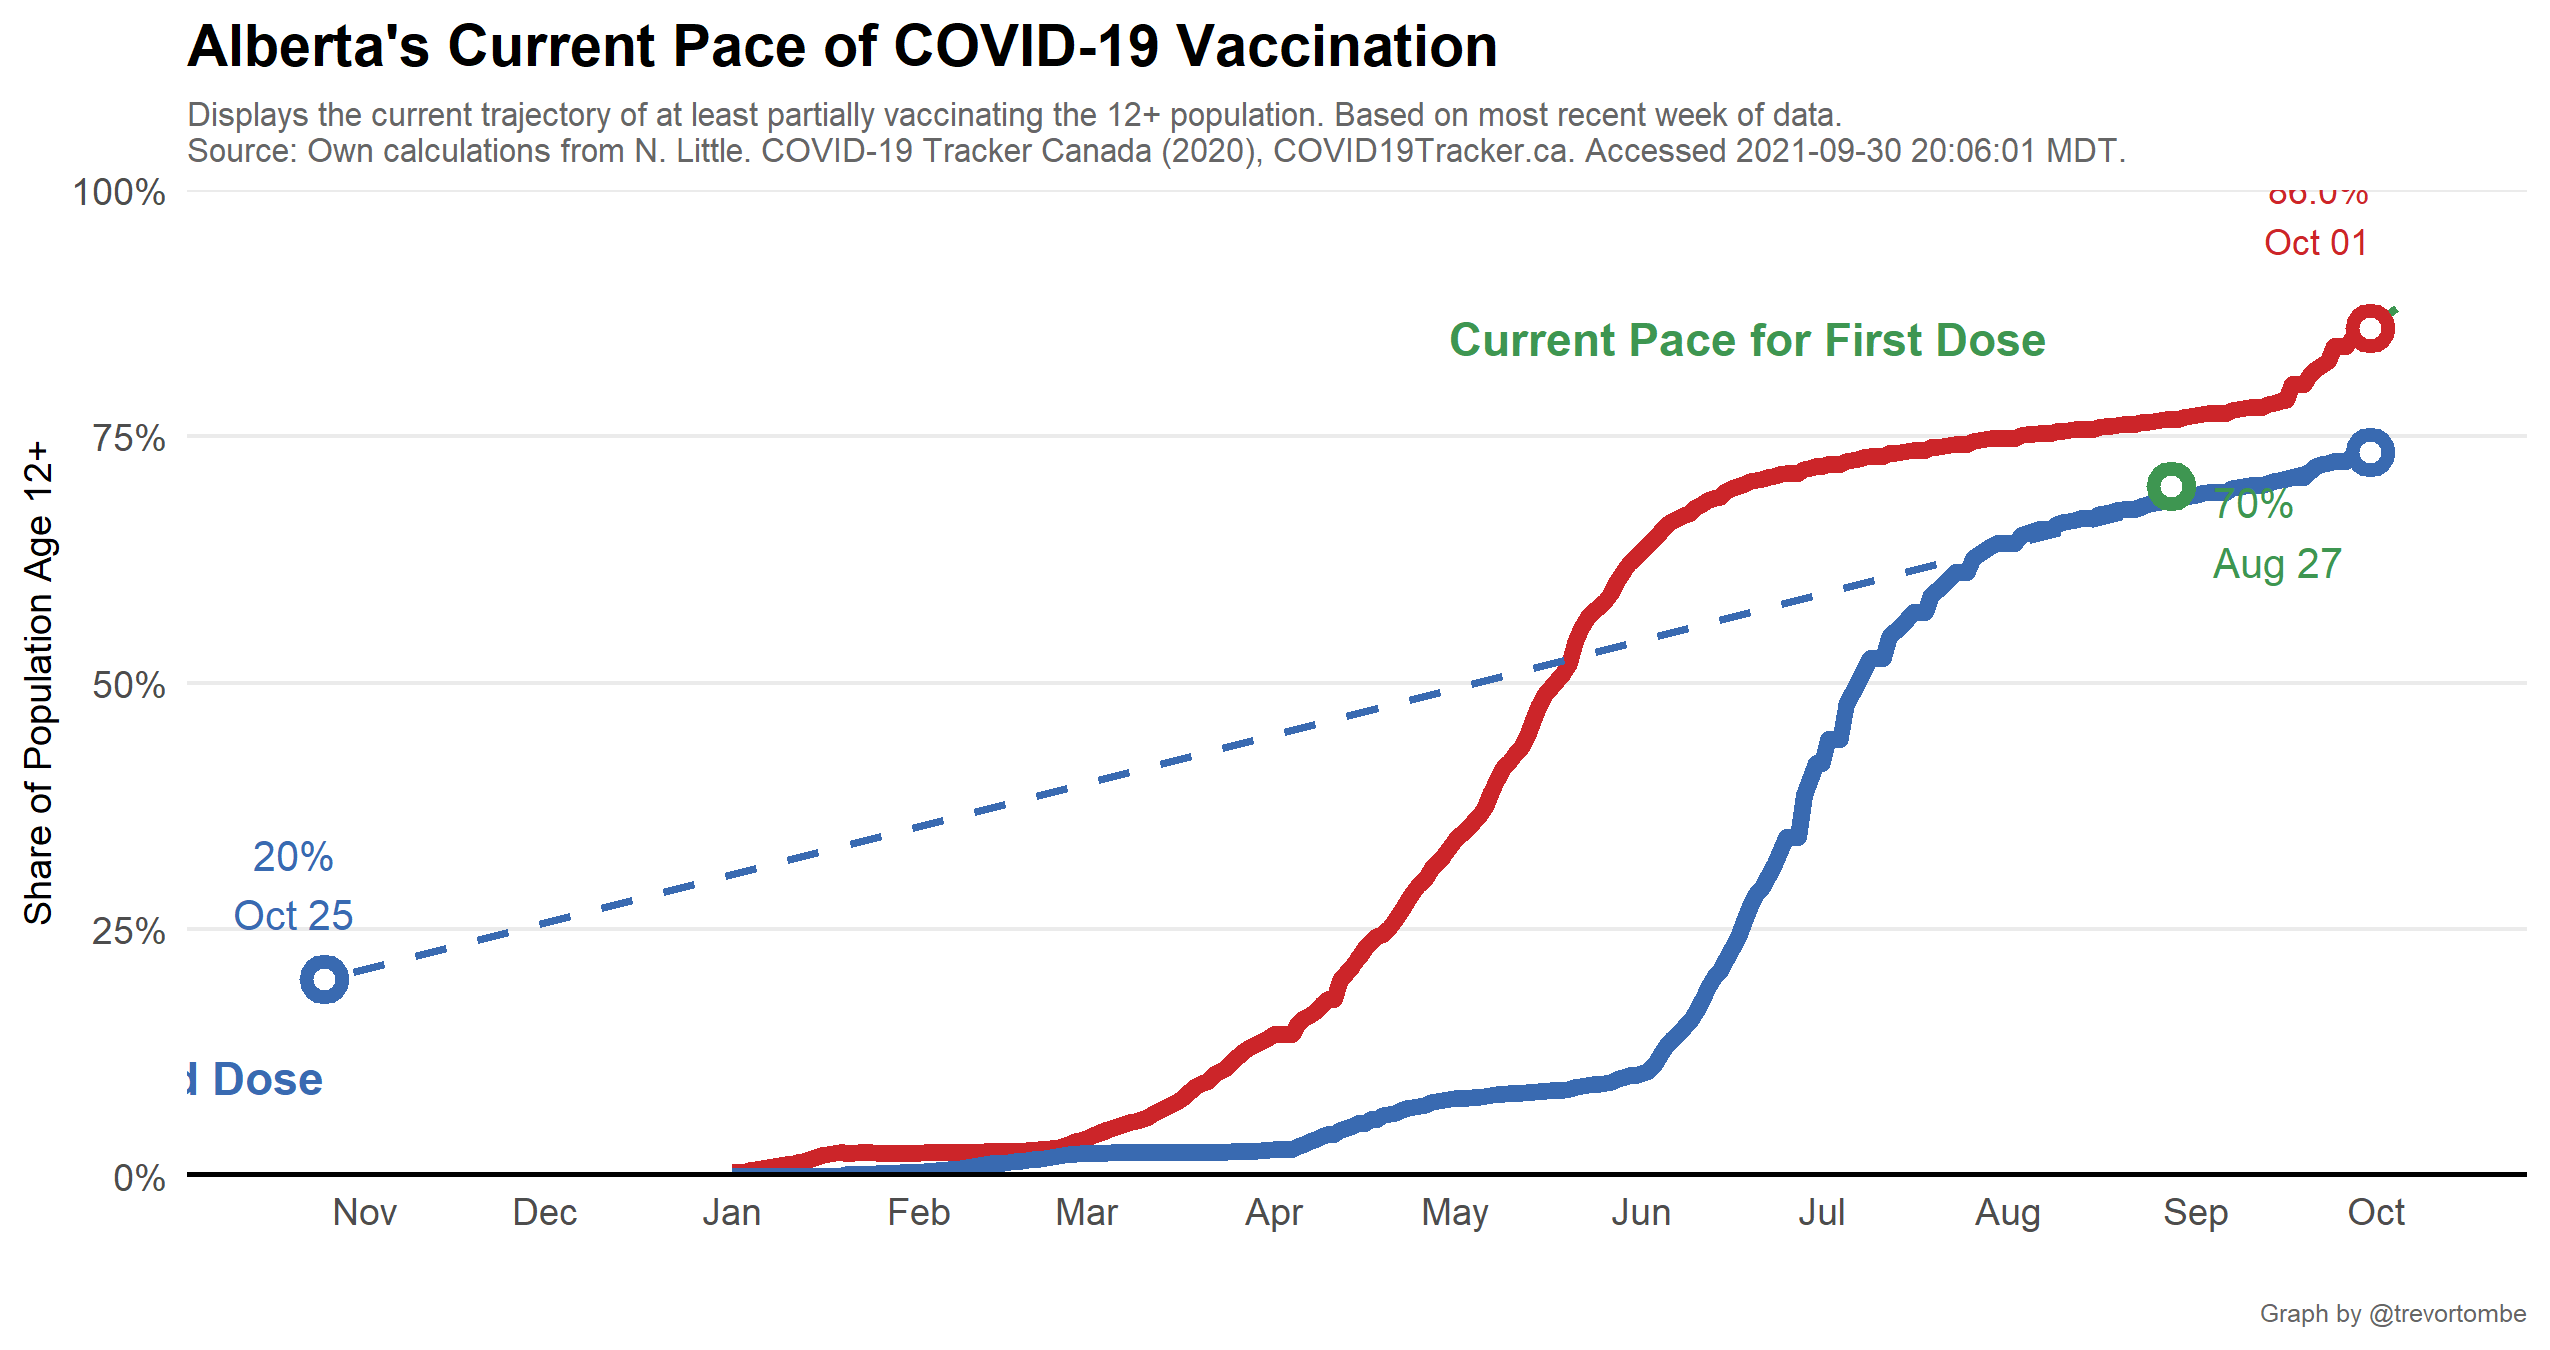 Alberta's Current Pace of COVID-19 Vaccination
Displays the current trajectory of at least partially vaccinating the 12+ population. Based on most recent week of data.
Source: Own calculations from N. Little. COVID-19 Tracker Canada (2020), COVID19Tracker.ca. Accessed 2021-09-30 20:06:01 MDT.
Share of Population Age 12+
100%
75%
50%
25%
0%
86.0%
Oct 01
Current Pace for First Dose
70%
Aug 27
20%
Oct 25
d Dose
Nov Dec Jan Feb Mar Apr May Jun Jul Aug Sep Oct
Graph by @trevortombe